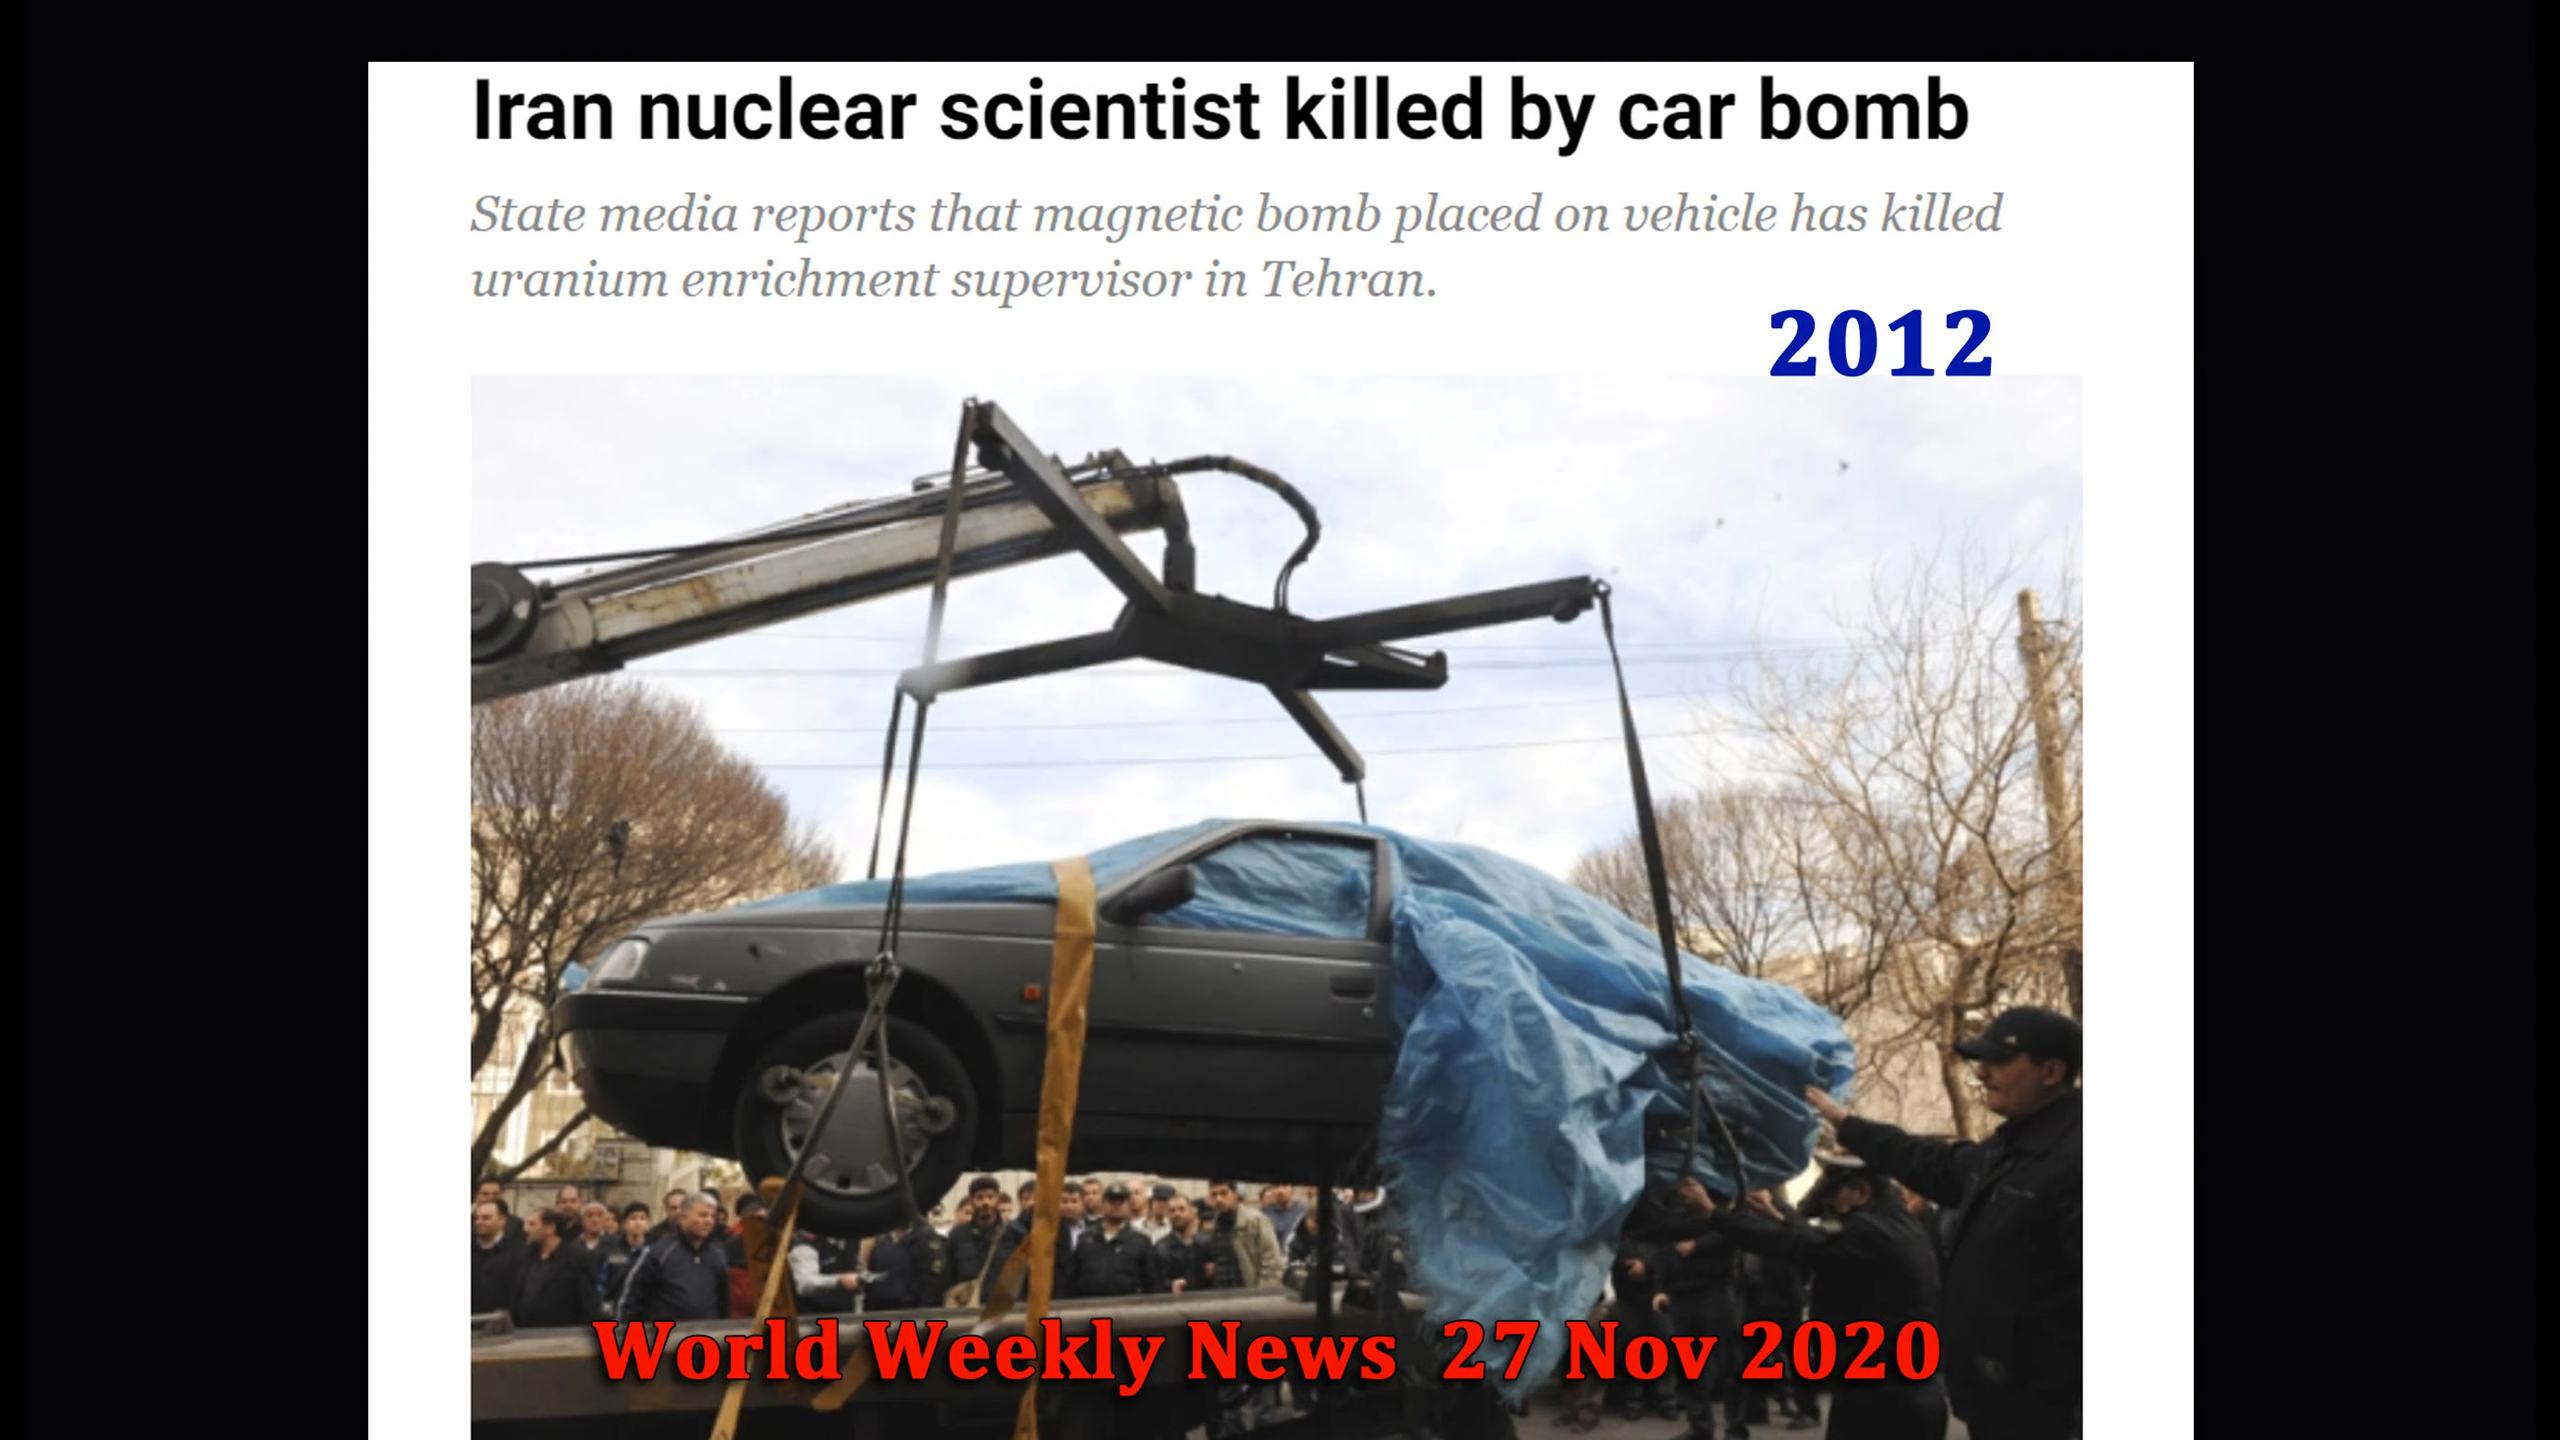 Iran nuclear scientist killed by car bomb
State media reports that magnetic bomb placed on vehicle has killed
uranium enrichment supervisor in Tehran.
2012
World Weekly News 27 Nov 2020